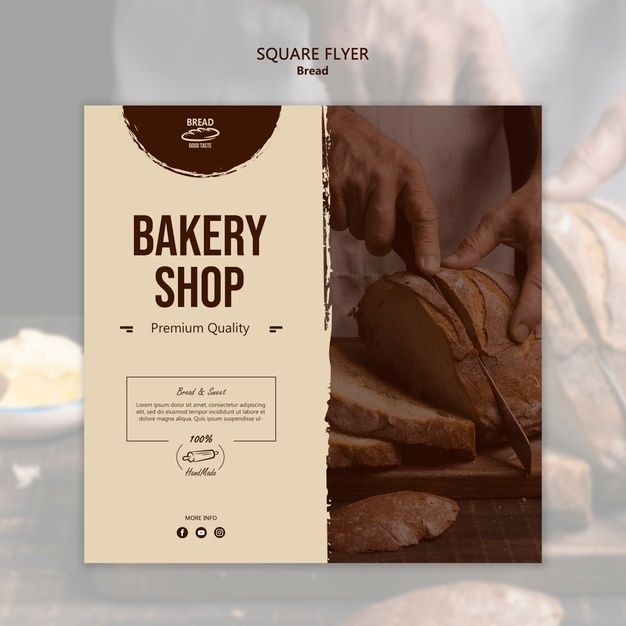 SQUARE FLYER
Bread
BREAD
GOOD TASTE
BAKERY
SHOP
Premium Quality
Bread & Sweet
Lorem ipsum dolor sit amet, consectetur adipiscing
elit, sed do eiusmod tempor incididunt ut labore et
dolore magna aliqua. Quis ipsum suspendisse ul-
100%
HandMade
MORE INFO